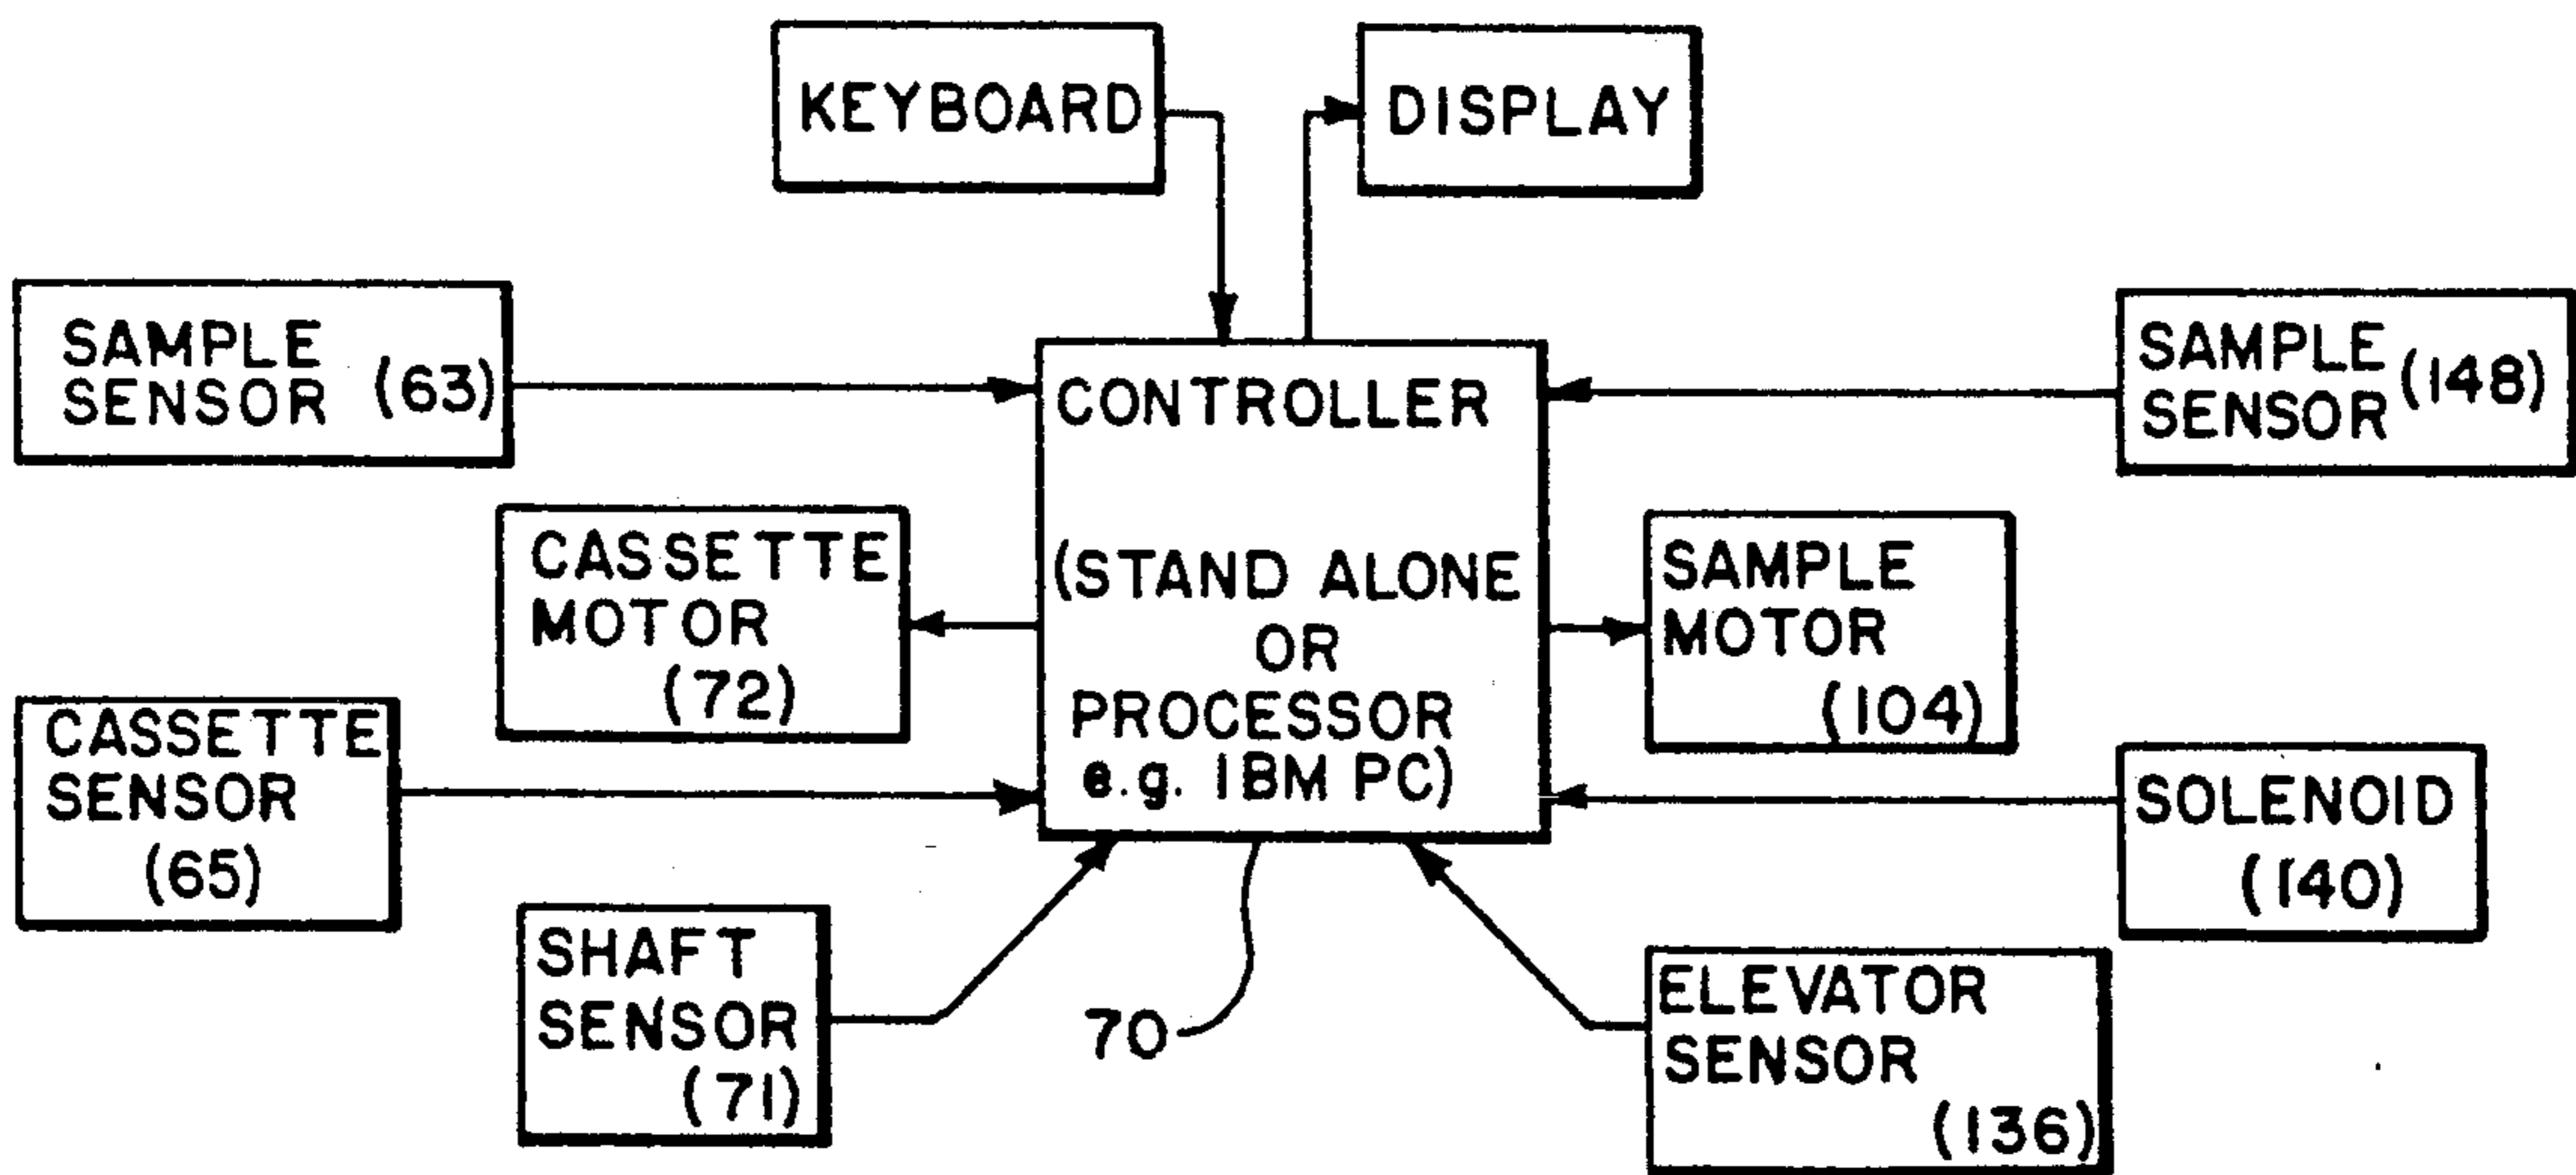 KEYBOARD
DISPLAY
SAMPLE
SENSOR (63)
CONTROLLER
(STAND ALONE
OR
PROCESSOR
e.g. IBM PC)
SAMPLE
SENSOR (148)
CASSETTE
MOTOR
(72)
SAMPLE
MOTOR
(104)
CASSETTE
SENSOR
(65)
SOLENOID
(140)
SHAFT
SENSOR
(71)
70
ELEVATOR
SENSOR
(136)